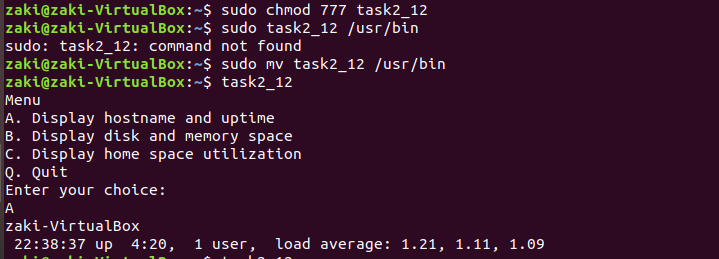 zaki@zaki-VirtualBox:~$ sudo chmod 777 task2_12
zaki@zaki-VirtualBox:~$ sudo task2_12 /usr/bin
sudo: task2_12: command not found
zaki@zaki-VirtualBox:~$ sudo mv task2_12 /usr/bin
zaki@zaki-VirtualBox:~$ task2_12
Menu
A. Display hostname and uptime
B. Display disk and memory space
C. Display home space utilization
Q. Quit
Enter your choice:
A
zaki-VirtualBox
 22:38:37 up  4:20,  1 user,  load average: 1.21, 1.11, 1.09